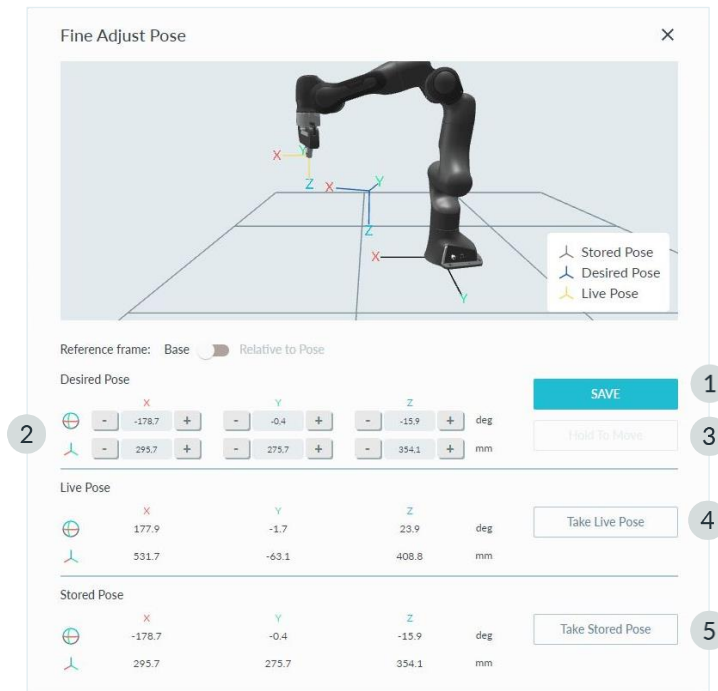 Fine Adjust Pose
X Y
Z X Y
Z
X
Y
Stored Pose
Desired Pose
Live Pose
Reference frame: Base Relative to Pose
Desired Pose
X Y Z
- -178,7 + - -0,4 + - -15,9 + deg
- 295,7 + - 275,7 + - 354,1 + mm
SAVE 1
2
Hold To Move 3
Live Pose
X Y Z
177.9 -1.7 23.9 deg
531.7 -63.1 408.8 mm
Take Live Pose 4
Stored Pose
X Y Z
-178.7 -0.4 -15.9 deg
295.7 275.7 354.1 mm
Take Stored Pose 5